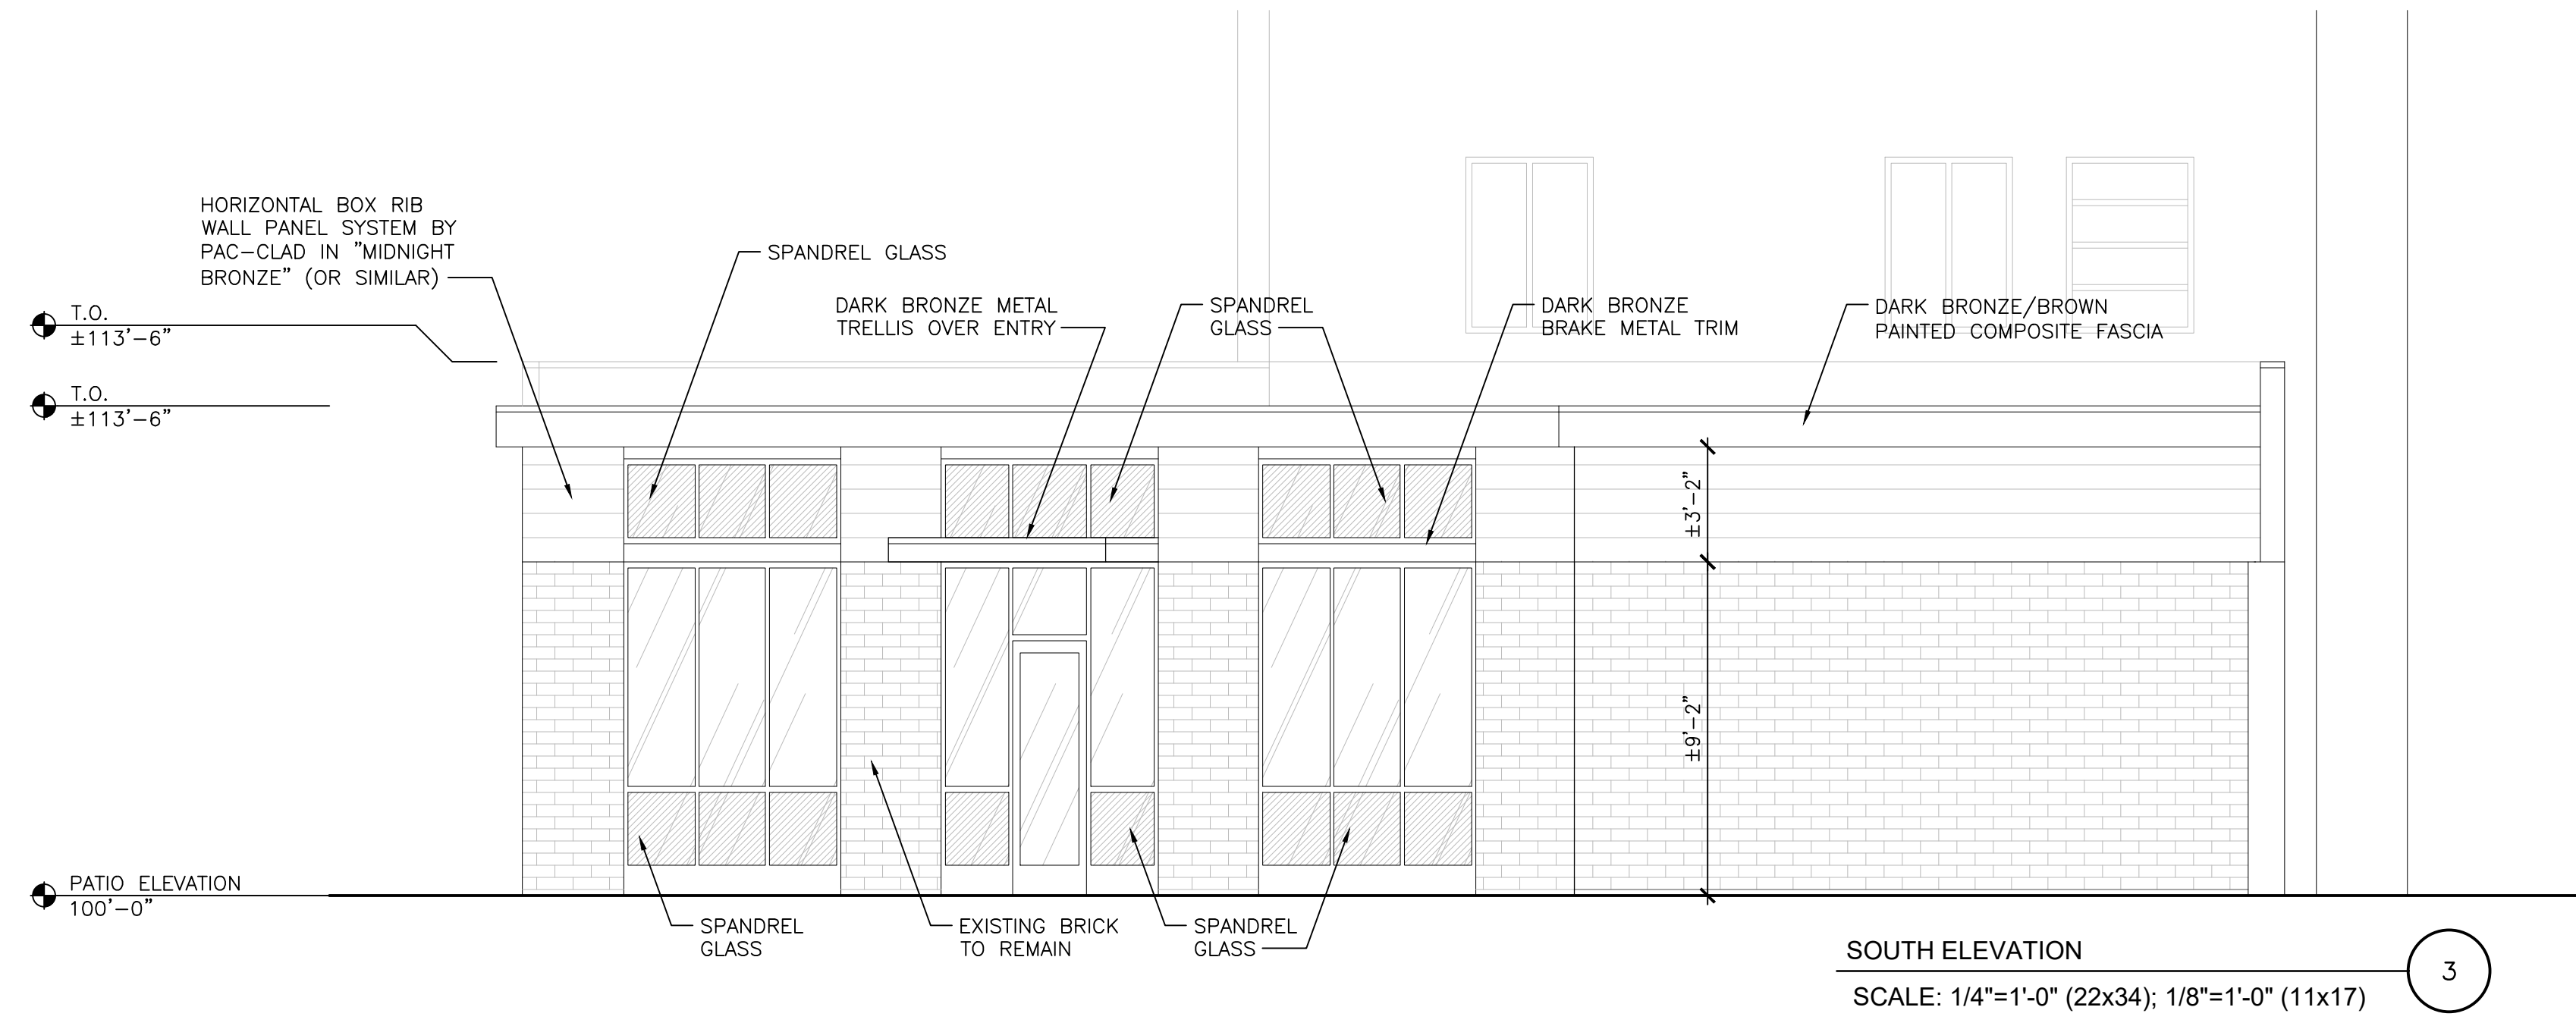 HORIZONTAL BOX RIB
WALL PANEL SYSTEM BY
PAC-CLAD IN "MIDNIGHT
BRONZE" (OR SIMILAR)
SPANDREL GLASS
DARK BRONZE METAL
TRELLIS OVER ENTRY
SPANDREL
GLASS
DARK BRONZE
BRAKE METAL TRIM
DARK BRONZE/BROWN
PAINTED COMPOSITE FASCIA
T.O.
±113'-6"
T.O.
±113'-6"
±3'-2"
±9'-2"
PATIO ELEVATION
100'-0"
SPANDREL
GLASS
EXISTING BRICK
TO REMAIN
SPANDREL
GLASS
SOUTH ELEVATION
3
SCALE: 1/4"=1'-0" (22x34); 1/8"=1'-0" (11x17)